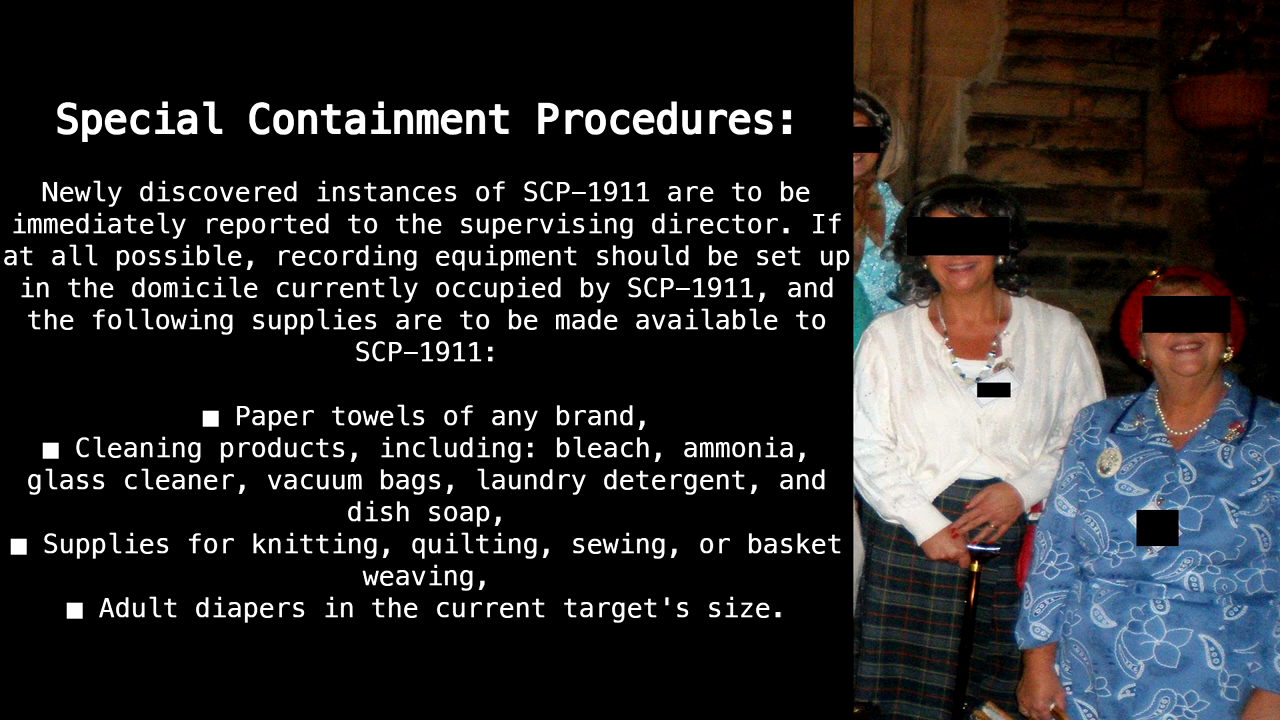 Special Containment Procedures:
Newly discovered instances of SCP–1911 are to be
immediately reported to the supervising director. If
at all possible, recording equipment should be set up
in the domicile currently occupied by SCP–1911, and
the following supplies are to be made available to
SCP–1911:
■ Paper towels of any brand,
■ Cleaning products, including: bleach, ammonia,
glass cleaner, vacuum bags, laundry detergent, and
dish soap,
■ Supplies for knitting, quilting, sewing, or basket
weaving,
■ Adult diapers in the current target's size.